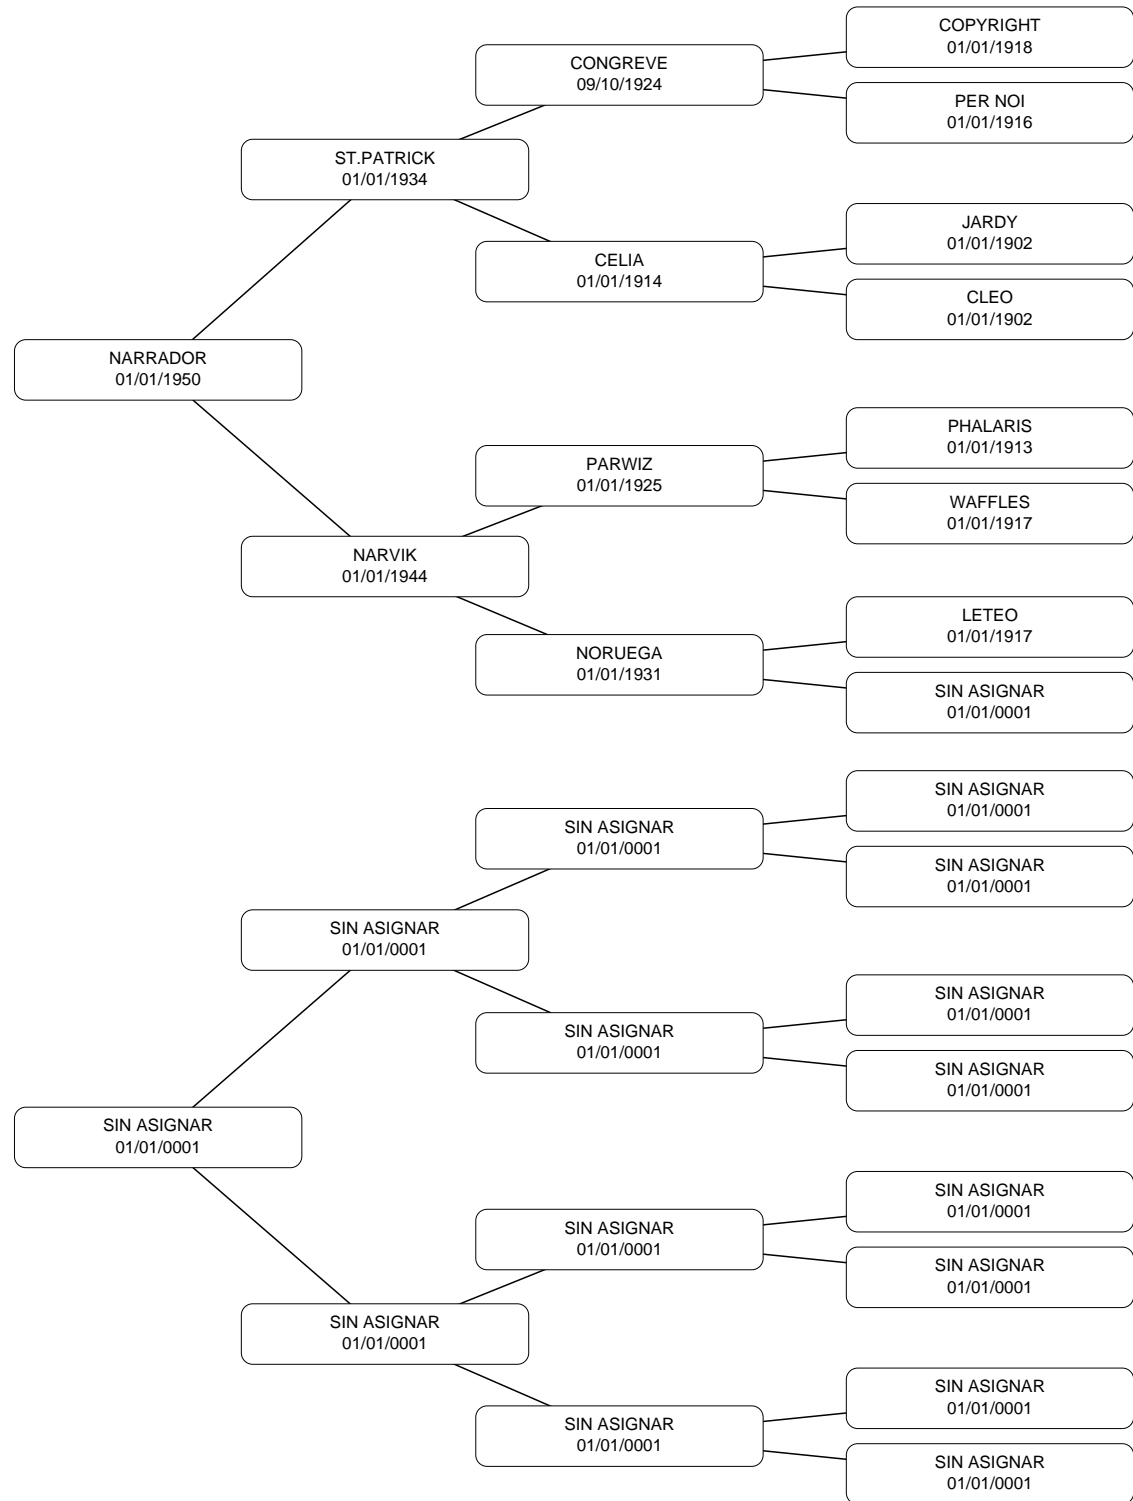 COPYRIGHT
01/01/1918
CONGREVE
09/10/1924
PER NOI
01/01/1916
ST.PATRICK
01/01/1934
JARDY
01/01/1902
CELIA
01/01/1914
CLEO
01/01/1902
NARRADOR
01/01/1950
PHALARIS
01/01/1913
PARWIZ
01/01/1925
WAFFLES
01/01/1917
NARVIK
01/01/1944
LETEO
01/01/1917
NORUEGA
01/01/1931
SIN ASIGNAR
01/01/0001
SIN ASIGNAR
01/01/0001
SIN ASIGNAR
01/01/0001
SIN ASIGNAR
01/01/0001
SIN ASIGNAR
01/01/0001
SIN ASIGNAR
01/01/0001
SIN ASIGNAR
01/01/0001
SIN ASIGNAR
01/01/0001
SIN ASIGNAR
01/01/0001
SIN ASIGNAR
01/01/0001
SIN ASIGNAR
01/01/0001
SIN ASIGNAR
01/01/0001
SIN ASIGNAR
01/01/0001
SIN ASIGNAR
01/01/0001
SIN ASIGNAR
01/01/0001
SIN ASIGNAR
01/01/0001